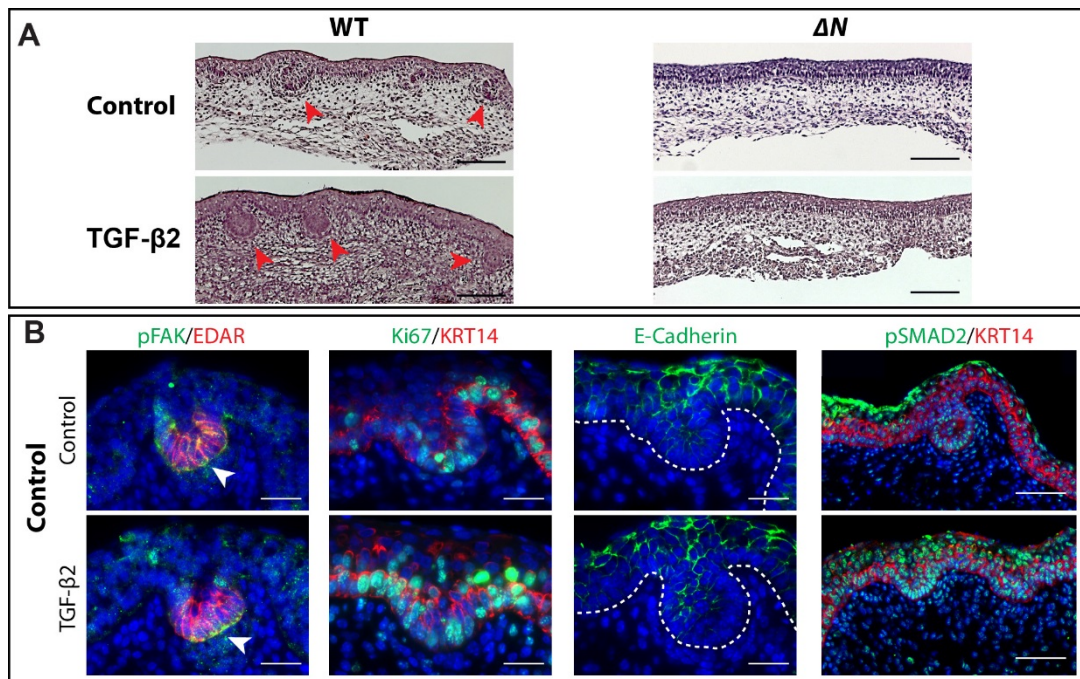 A
WT
ΔN
Control
TGF-β2
B
pFAK/EDAR
Ki67/KRT14
E-Cadherin
pSMAD2/KRT14
Control
Control
TGF-β2